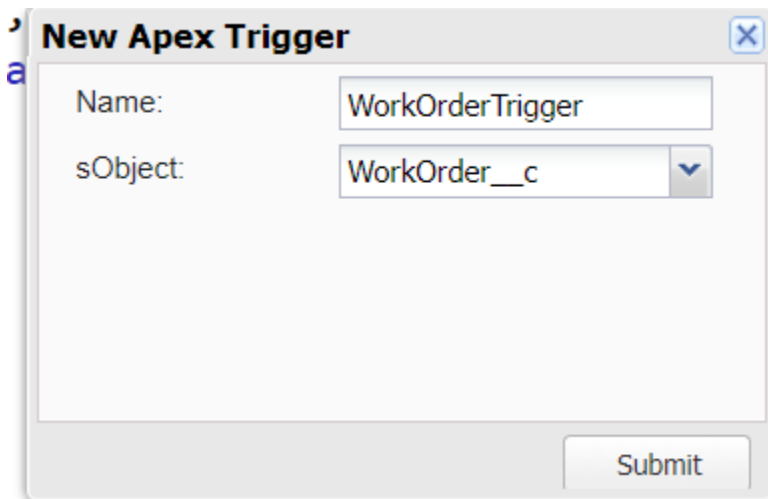 ,
a
New Apex Trigger
Name: WorkOrderTrigger
sObject: WorkOrder__c
Submit